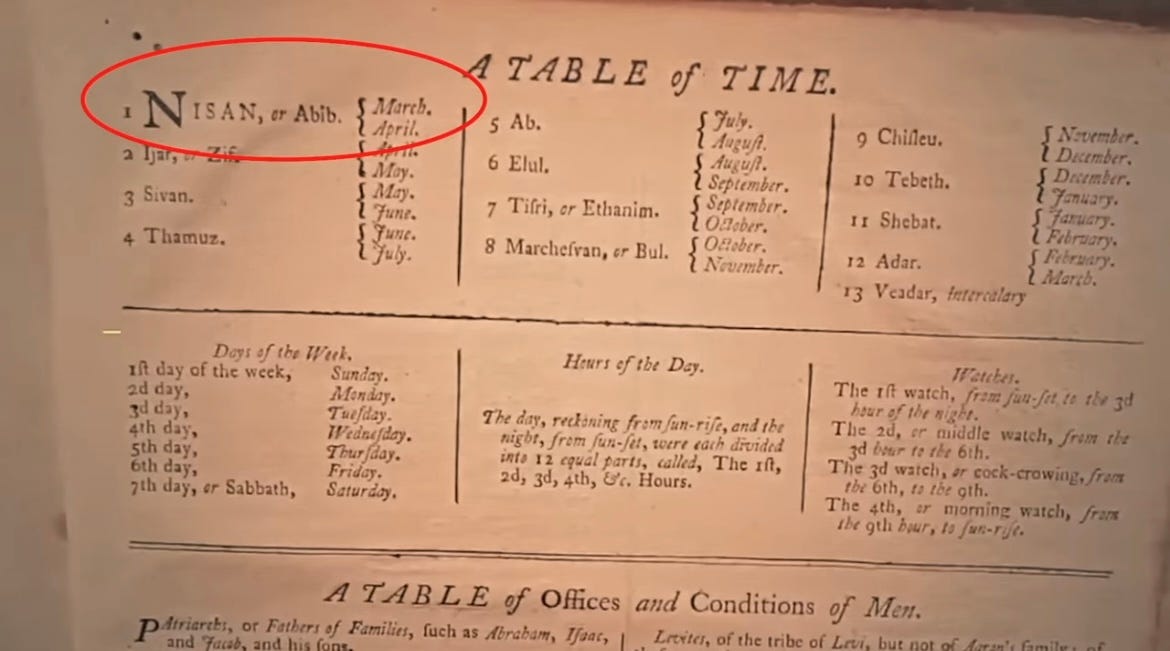 A TABLE of TIME.
1 NISAN, or Abib. { March.
{ April.
2 Ijar, or Zif. { April.
{ May.
3 Sivan. { May.
{ June.
4 Thamuz. { June.
{ July.
5 Ab. { July.
{ Auguſt.
6 Elul. { Auguſt.
{ September.
7 Tiſri, or Ethanim. { September.
{ October.
8 Marcheſvan, or Bul. { October.
{ November.
9 Chiſleu. { November.
{ December.
10 Tebeth. { December.
{ January.
11 Shebat. { January.
{ February.
12 Adar. { February.
{ March.
13 Veadar, Intercalary
Days of the Week.
1ſt day of the week, Sunday.
2d day, Monday.
3d day, Tueſday.
4th day, Wedneſday.
5th day, Thurſday.
6th day, Friday.
7th day, or Sabbath, Saturday.
Hours of the Day.
The day, reckoning from ſun-riſe, and the
night, from ſun-ſet, were each divided
into 12 equal parts, called, The 1ſt,
2d, 3d, 4th, &c. Hours.
Watches.
The 1ſt watch, from ſun-ſet to the 3d
hour of the night.
The 2d, or middle watch, from the
3d hour to the 6th.
The 3d watch, or cock-crowing, from
the 6th, to the 9th.
The 4th, or morning watch, from
the 9th hour, to ſun-riſe.
A TABLE of Offices and Conditions of Men.
PAtriarchs, or Fathers of Families, ſuch as Abraham, Iſaac,
and Jacob, and his ſons.
Levites, of the tribe of Levi, but not of Aaron's family; of